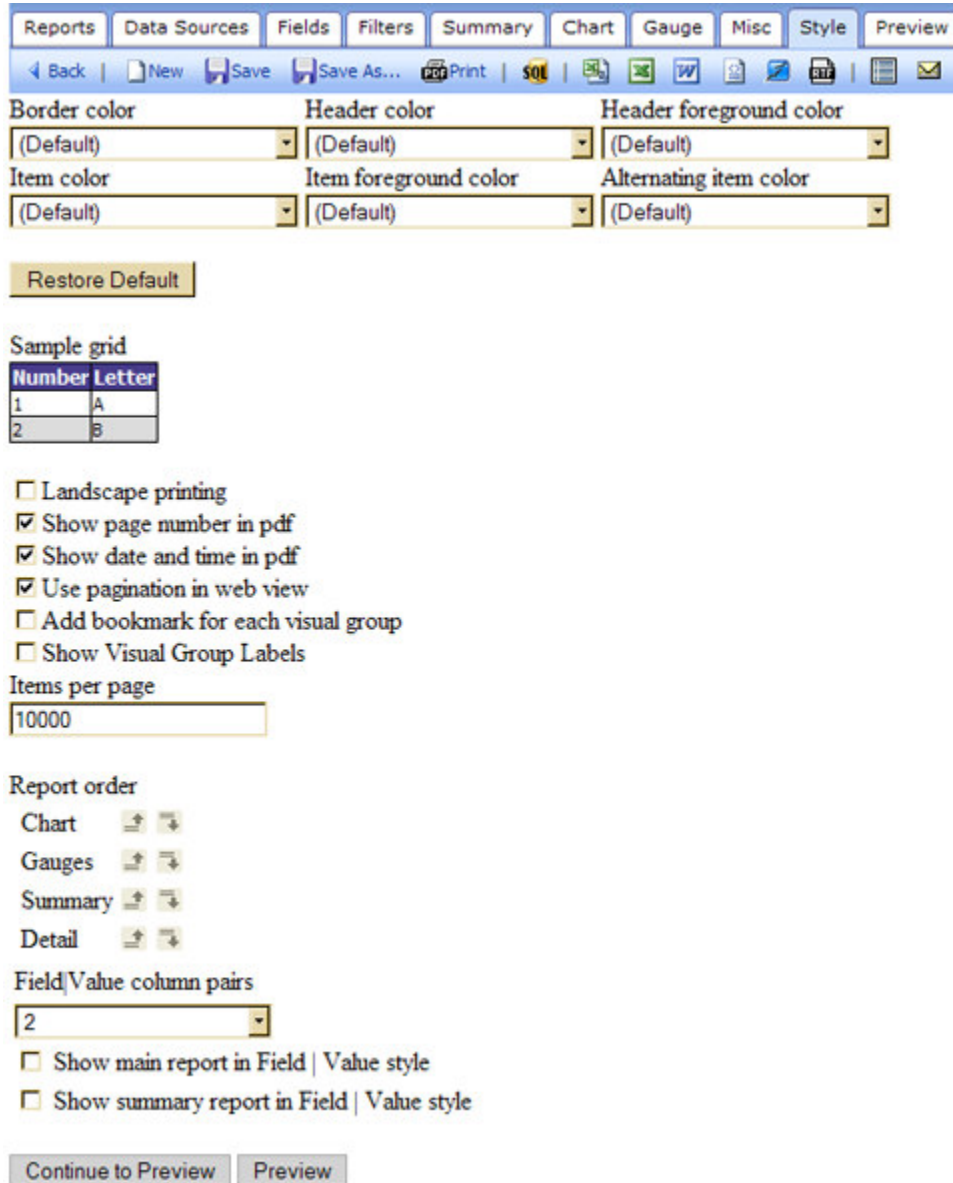 Reports Data Sources Fields Filters Summary Chart Gauge Misc Style Preview
Back | New Save Save As... PDF Print | SQL | W RTF |
Border color Header color Header foreground color
(Default) (Default) (Default)
Item color Item foreground color Alternating item color
(Default) (Default) (Default)
Restore Default
Sample grid
Number Letter
1 A
2 B
Landscape printing
Show page number in pdf
Show date and time in pdf
Use pagination in web view
Add bookmark for each visual group
Show Visual Group Labels
Items per page
10000
Report order
Chart
Gauges
Summary
Detail
Field|Value column pairs
2
Show main report in Field | Value style
Show summary report in Field | Value style
Continue to Preview Preview